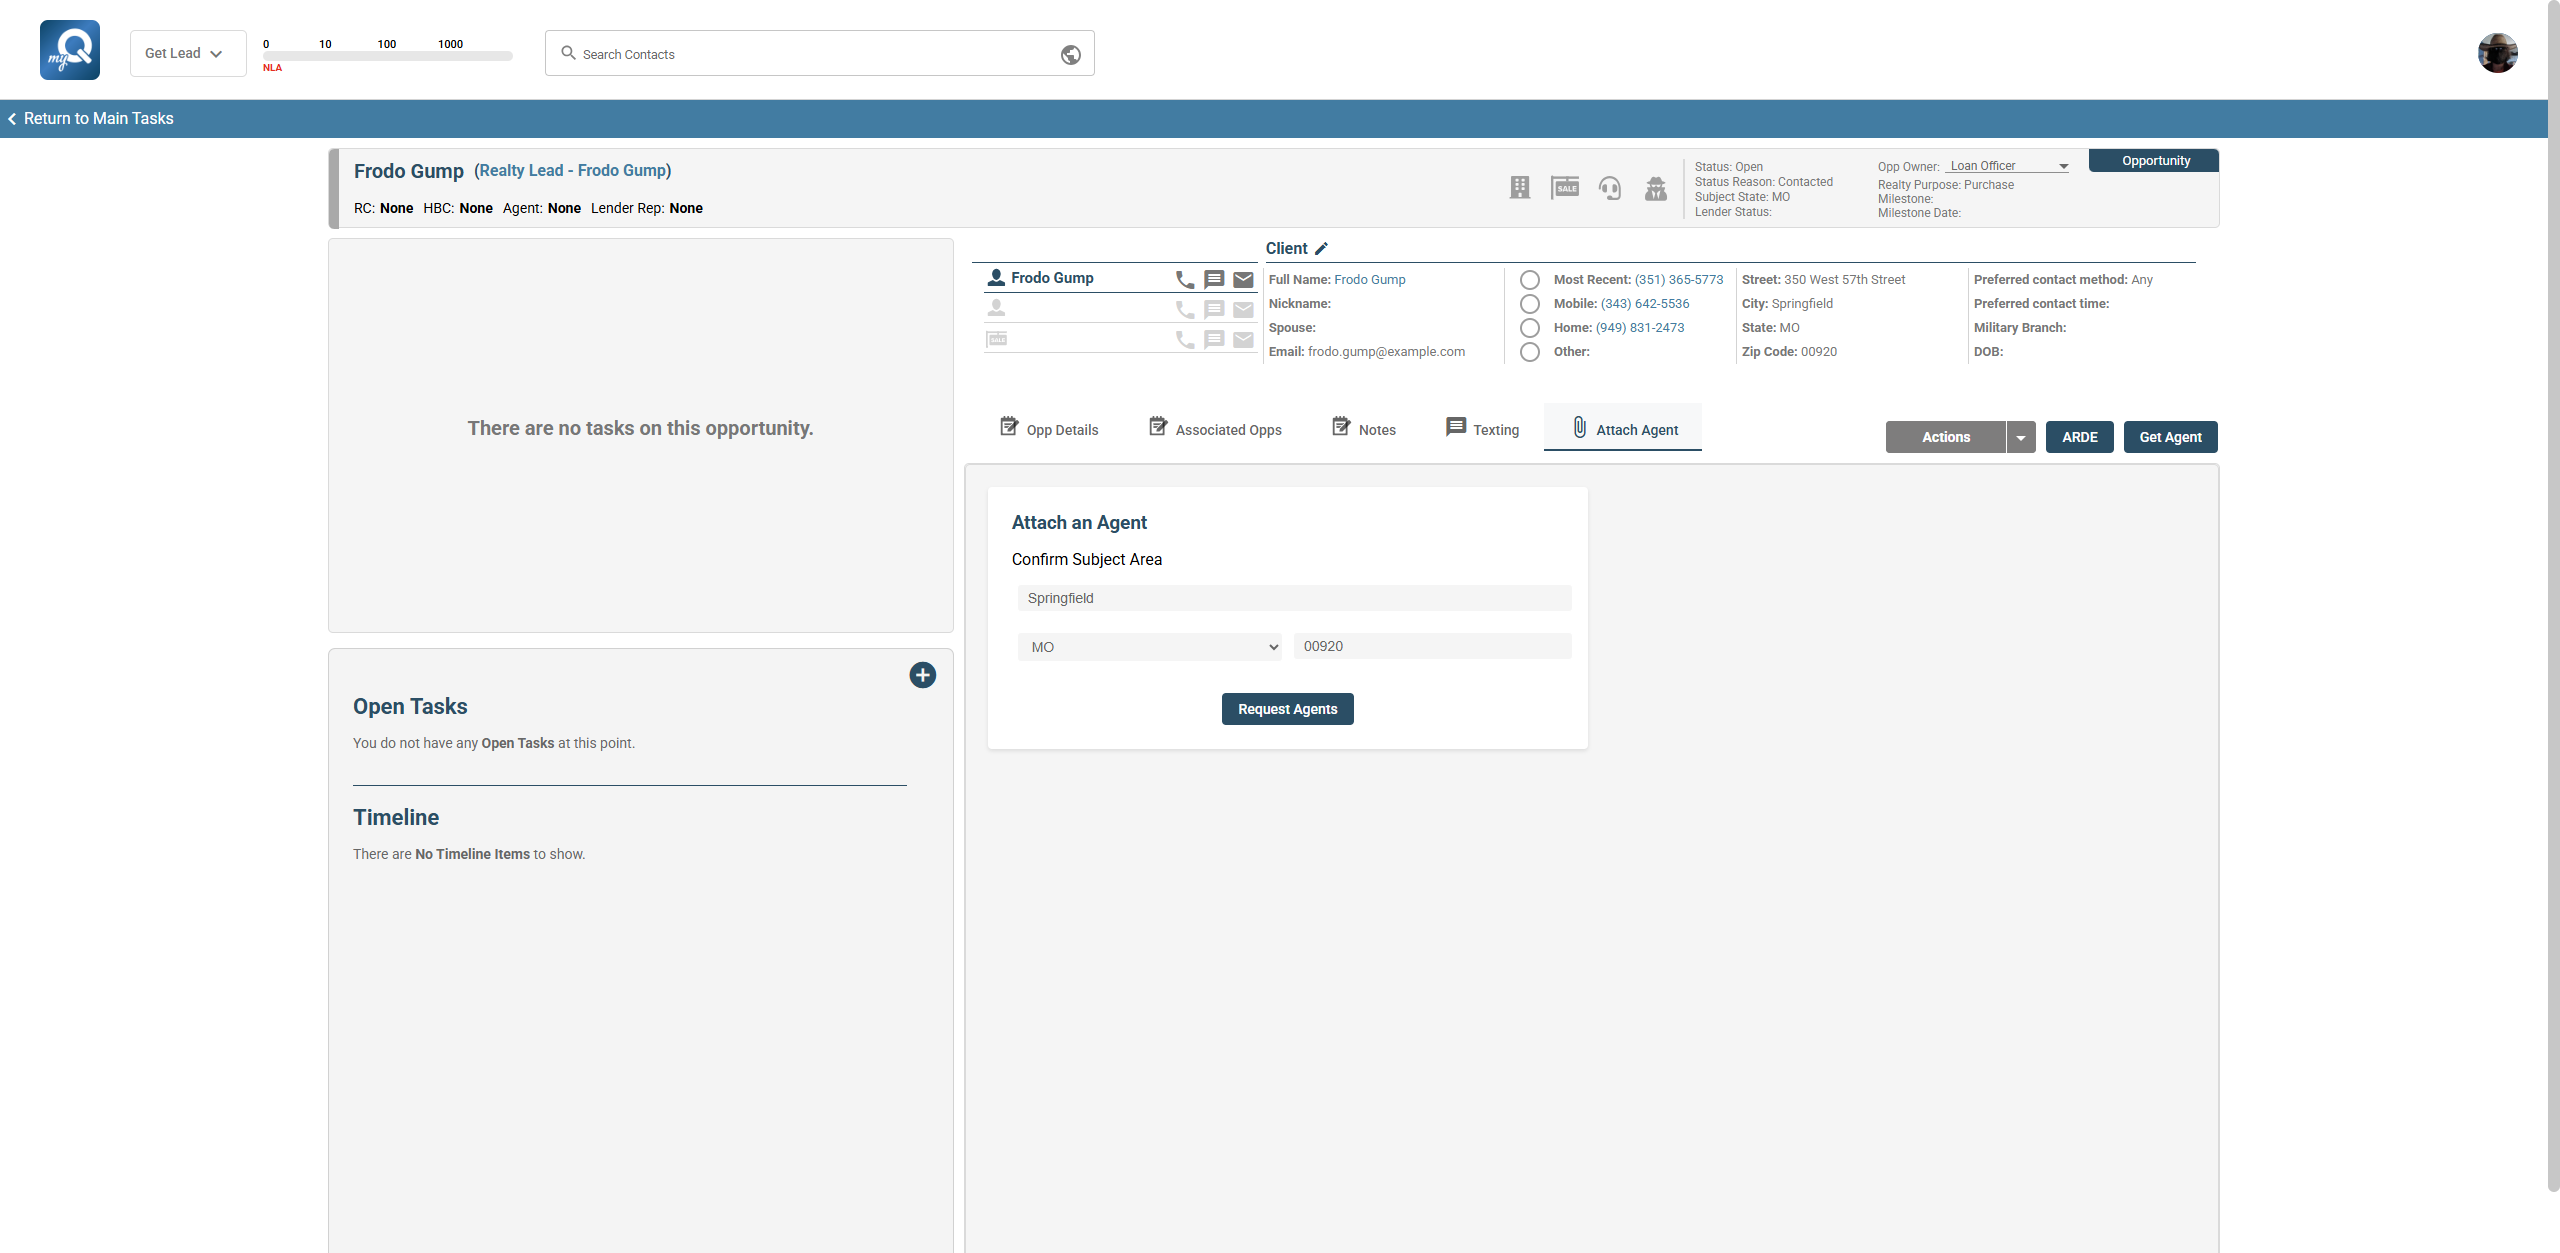 myQ
Get Lead
0 10 100 1000
NLA
Search Contacts
Return to Main Tasks
Frodo Gump (Realty Lead - Frodo Gump)
RC: None HBC: None Agent: None Lender Rep: None
SALE
Status: Open
Status Reason: Contacted
Subject State: MO
Lender Status:
Opp Owner: Loan Officer
Realty Purpose: Purchase
Milestone:
Milestone Date:
Opportunity
There are no tasks on this opportunity.
Open Tasks
You do not have any Open Tasks at this point.
Timeline
There are No Timeline Items to show.
Frodo Gump
SALE
Client
Full Name: Frodo Gump
Nickname:
Spouse:
Email: frodo.gump@example.com
Most Recent: (351) 365-5773
Mobile: (343) 642-5536
Home: (949) 831-2473
Other:
Street: 350 West 57th Street
City: Springfield
State: MO
Zip Code: 00920
Preferred contact method: Any
Preferred contact time:
Military Branch:
DOB:
Opp Details
Associated Opps
Notes
Texting
Attach Agent
Actions
ARDE
Get Agent
Attach an Agent
Confirm Subject Area
Springfield
MO
00920
Request Agents